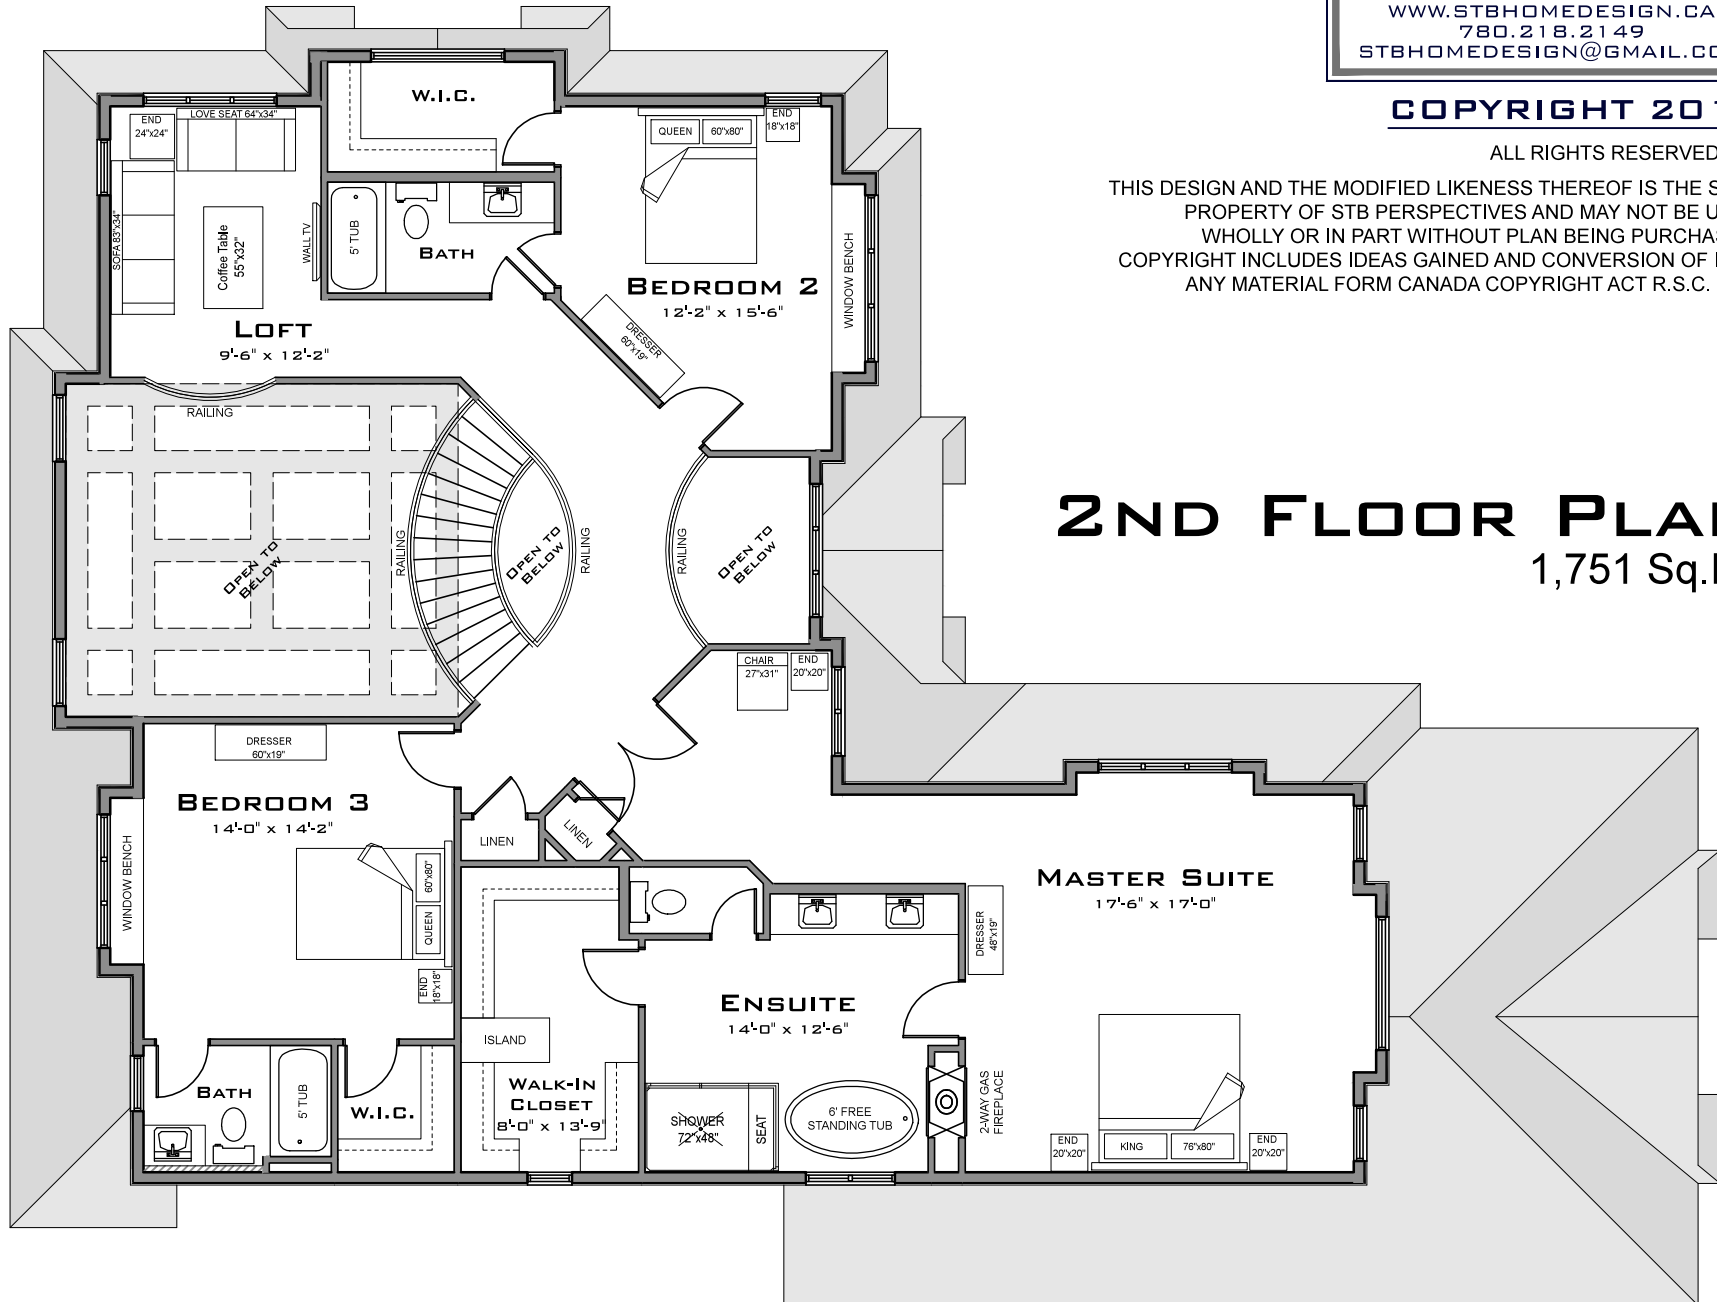 WWW.STBHOMEDESIGN.CA
780.218.2149
STBHOMEDESIGN@GMAIL.CO
COPYRIGHT 201
ALL RIGHTS RESERVED
THIS DESIGN AND THE MODIFIED LIKENESS THEREOF IS THE S
PROPERTY OF STB PERSPECTIVES AND MAY NOT BE U
WHOLLY OR IN PART WITHOUT PLAN BEING PURCHAS
COPYRIGHT INCLUDES IDEAS GAINED AND CONVERSION OF
ANY MATERIAL FORM CANADA COPYRIGHT ACT R.S.C.
2ND FLOOR PLAN
1,751 Sq.
W.I.C.
END
24"x24"
LOVE SEAT 64"x34"
SOFA 83"x34"
Coffee Table
55"x32"
WALL TV
LOFT
9'-6" x 12'-2"
5' TUB
BATH
QUEEN 60"x80"
END
18"x18"
BEDROOM 2
12'-2" x 15'-6"
WINDOW BENCH
DRESSER
60"x19"
RAILING
OPEN TO
BELOW
RAILING
OPEN TO
BELOW
RAILING
RAILING
OPEN TO
BELOW
CHAIR
27"x31"
END
20"x20"
DRESSER
60"x19"
BEDROOM 3
14'-0" x 14'-2"
WINDOW BENCH
60"x80"
QUEEN
END
18"x18"
LINEN
LINEN
MASTER SUITE
17'-6" x 17'-0"
DRESSER
48"x19"
ENSUITE
14'-0" x 12'-6"
ISLAND
WALK-IN
CLOSET
8'-0" x 13'-9"
BATH
5' TUB
W.I.C.
SHOWER
72"x48"
SEAT
6' FREE
STANDING TUB
2-WAY GAS
FIREPLACE
END
20"x20"
KING 76"x80"
END
20"x20"